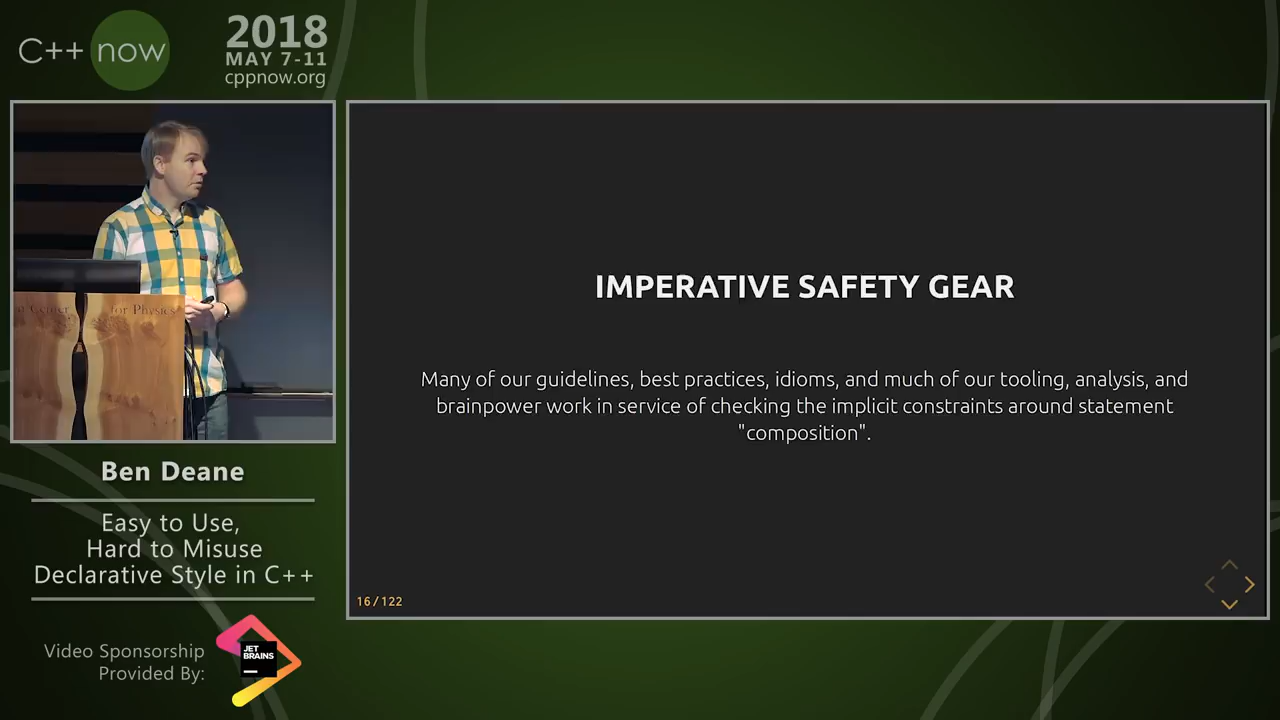 C++ now
2018
MAY 7-11
cppnow.org
for Physics
IMPERATIVE SAFETY GEAR
Many of our guidelines, best practices, idioms, and much of our tooling, analysis, and
brainpower work in service of checking the implicit constraints around statement
"composition".
16/122
Ben Deane
Easy to Use,
Hard to Misuse
Declarative Style in C++
Video Sponsorship
Provided By:
JET
BRAINS